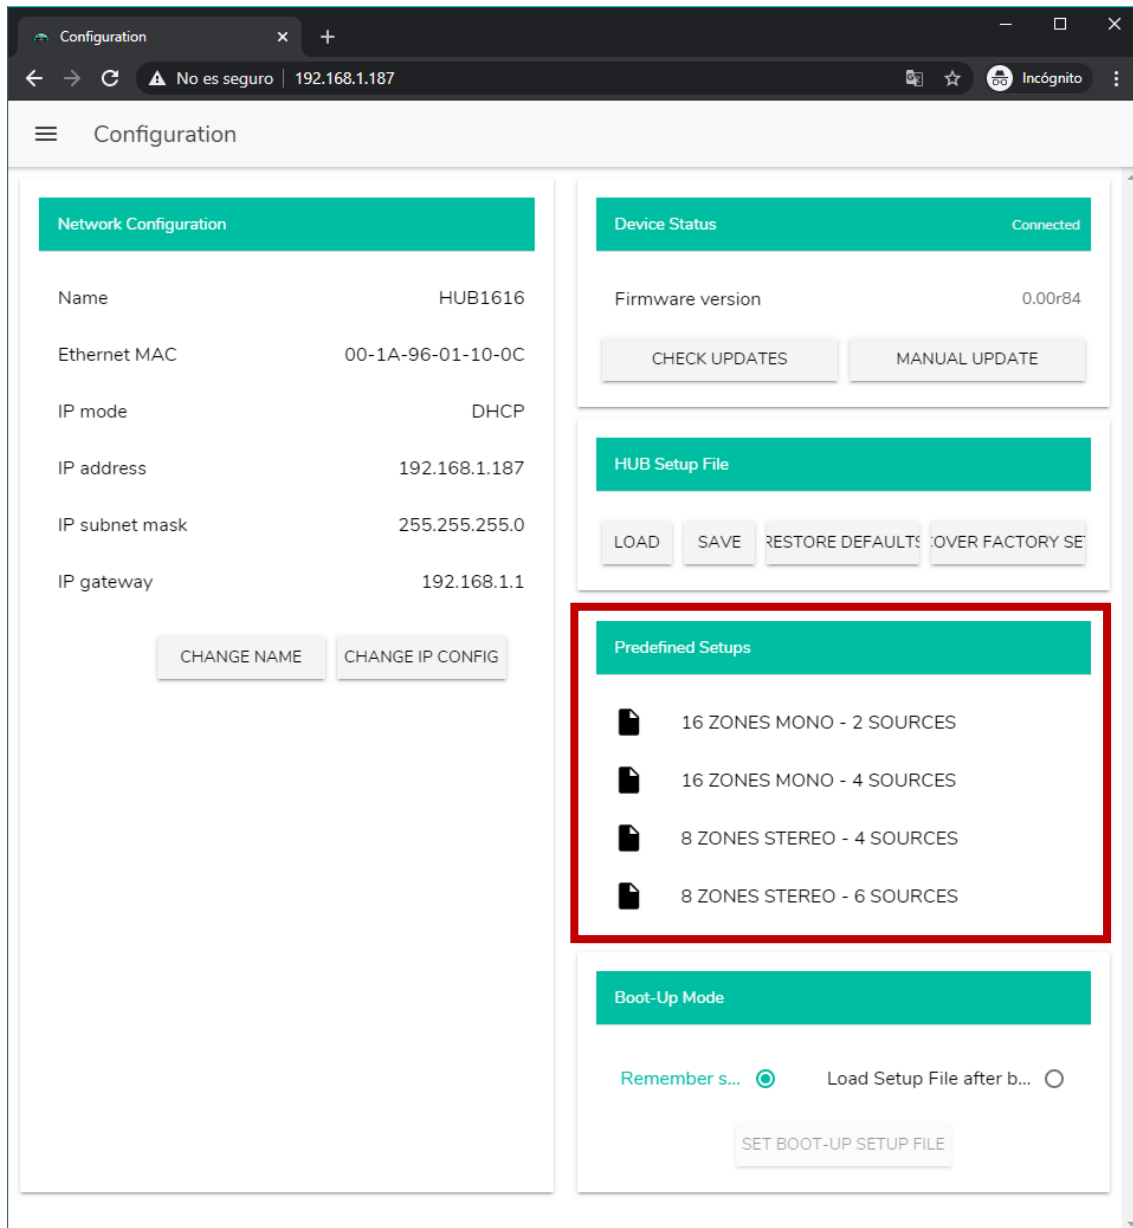 Configuration
No es seguro
192.168.1.187
Incógnito
Configuration
Network Configuration
Name HUB1616
Ethernet MAC 00-1A-96-01-10-0C
IP mode DHCP
IP address 192.168.1.187
IP subnet mask 255.255.255.0
IP gateway 192.168.1.1
CHANGE NAME CHANGE IP CONFIG
Device Status Connected
Firmware version 0.00r84
CHECK UPDATES MANUAL UPDATE
HUB Setup File
LOAD SAVE RESTORE DEFAULTS COVER FACTORY SE
Predefined Setups
16 ZONES MONO - 2 SOURCES
16 ZONES MONO - 4 SOURCES
8 ZONES STEREO - 4 SOURCES
8 ZONES STEREO - 6 SOURCES
Boot-Up Mode
Remember s... Load Setup File after b...
SET BOOT-UP SETUP FILE